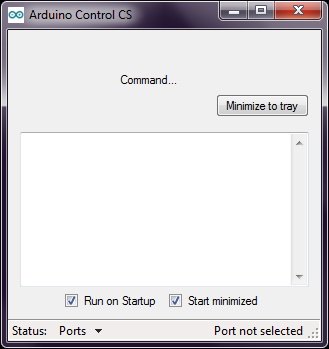 Arduino Control CS
Command...
Minimize to tray
Run on Startup Start minimized
Status: Ports Port not selected